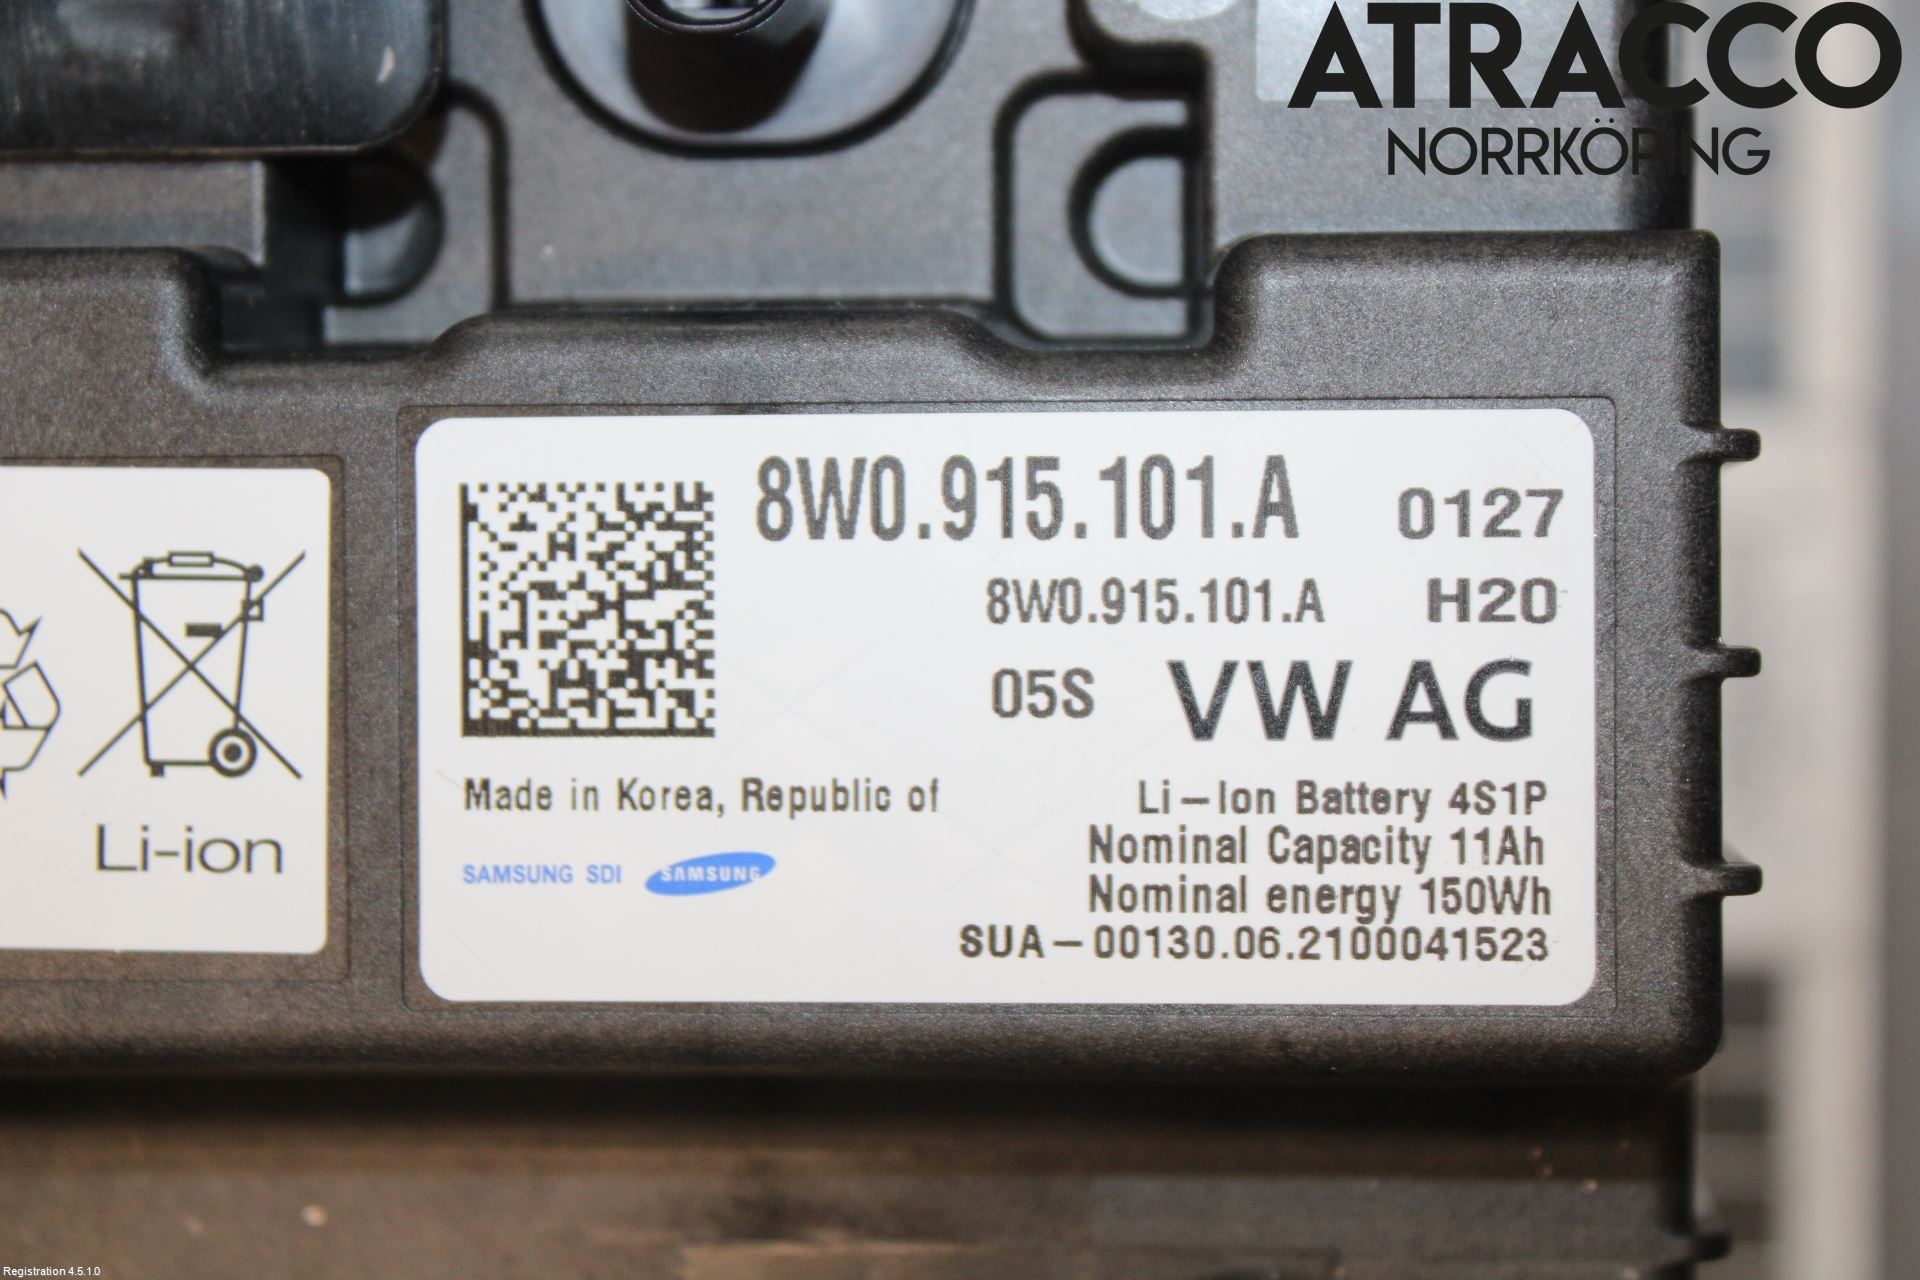 ATRACCO
NORRKÖPING
8W0.915.101.A 0127
8W0.915.101.A H20
05S VW AG
Made in Korea, Republic of
Li-Ion Battery 4S1P
Nominal Capacity 11Ah
SAMSUNG SDI SAMSUNG
Nominal energy 150Wh
SUA-00130.06.2100041523
Li-ion
Registration 4.5.1.0